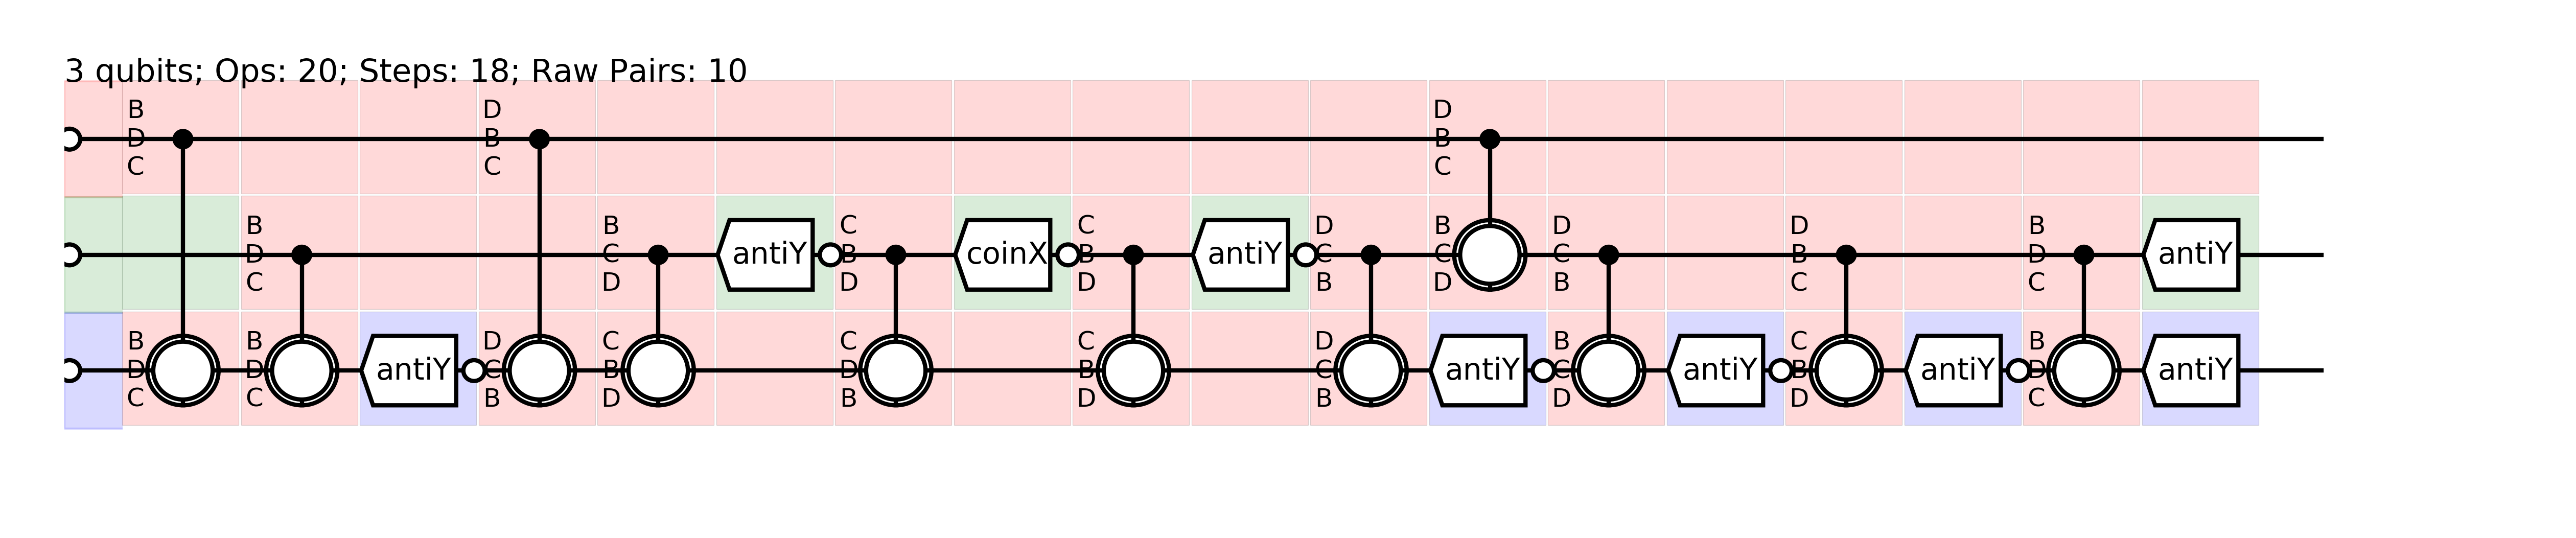 3 qubits; Ops: 20; Steps: 18; Raw Pairs: 10
B D
D B
C C
D
B
C
B B C C D B D D B
D C antiY B coinX B antiY C C C B D antiY
C D D D B D B C C
B B D C C C D B C B
D D antiY C B D B C antiY C antiY B antiY D antiY
C C B D B D B D D C